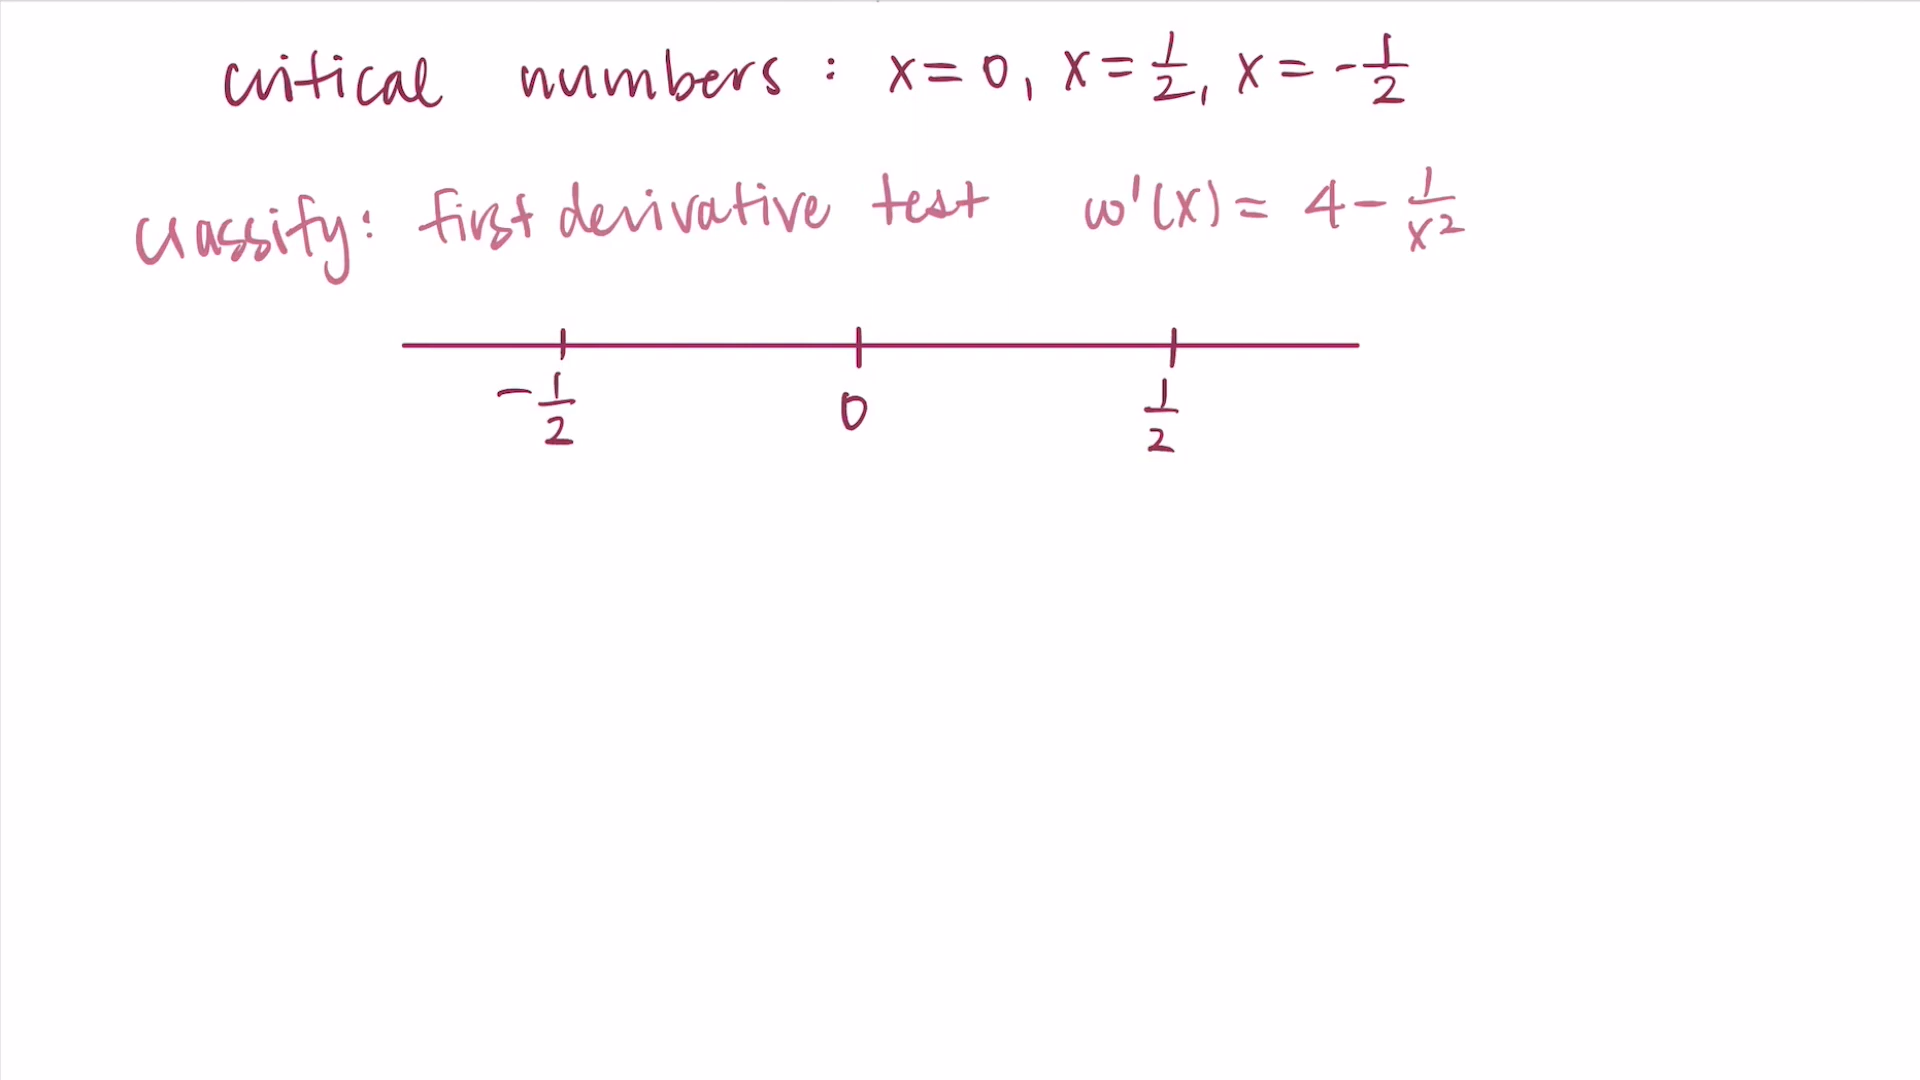 critical numbers : x = 0, x = 1/2, x = -1/2
classify: first derivative test w'(x) = 4 - 1/x²
-1/2 0 1/2